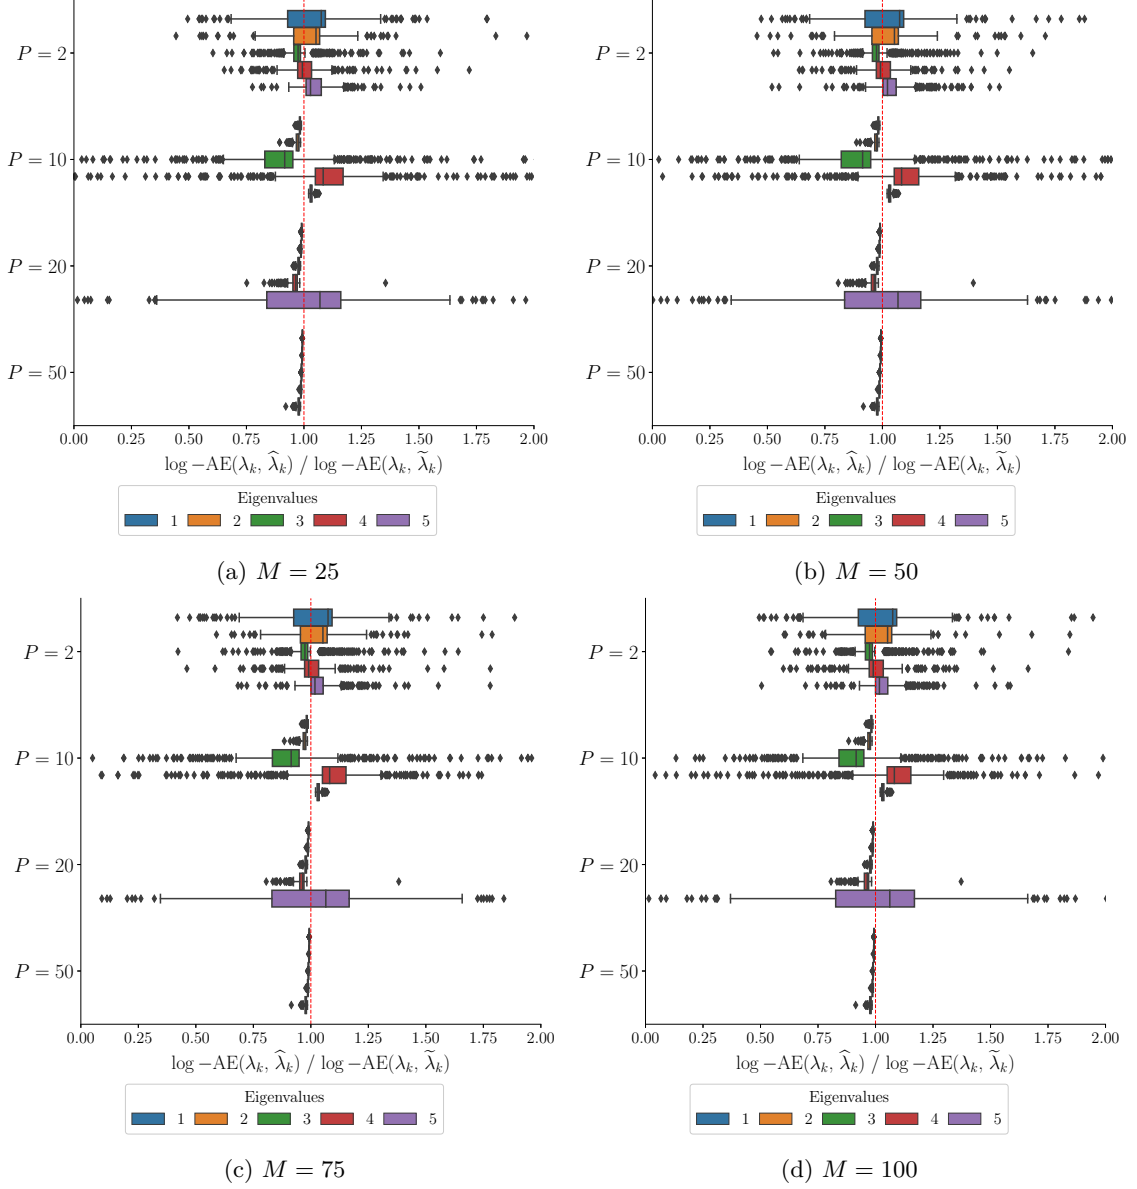 P = 2
P = 10
P = 20
P = 50
0.00 0.25 0.50 0.75 1.00 1.25 1.50 1.75 2.00
log −AE(λ_k, λ̂_k) / log −AE(λ_k, λ̃_k)
Eigenvalues
1 2 3 4 5
(a) M = 25
P = 2
P = 10
P = 20
P = 50
0.00 0.25 0.50 0.75 1.00 1.25 1.50 1.75 2.00
log −AE(λ_k, λ̂_k) / log −AE(λ_k, λ̃_k)
Eigenvalues
1 2 3 4 5
(b) M = 50
P = 2
P = 10
P = 20
P = 50
0.00 0.25 0.50 0.75 1.00 1.25 1.50 1.75 2.00
log −AE(λ_k, λ̂_k) / log −AE(λ_k, λ̃_k)
Eigenvalues
1 2 3 4 5
(c) M = 75
P = 2
P = 10
P = 20
P = 50
0.00 0.25 0.50 0.75 1.00 1.25 1.50 1.75 2.00
log −AE(λ_k, λ̂_k) / log −AE(λ_k, λ̃_k)
Eigenvalues
1 2 3 4 5
(d) M = 100